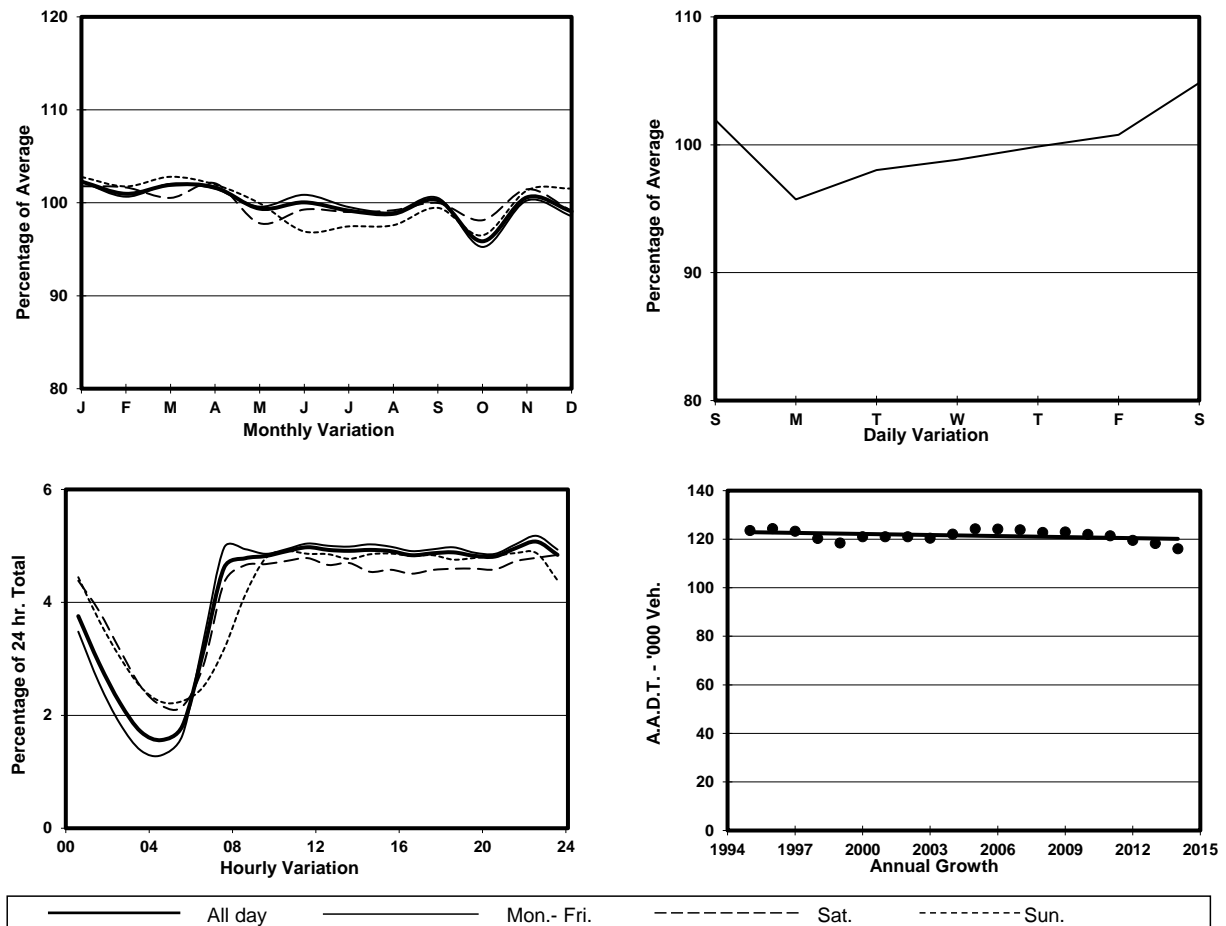 120
110
100
90
80
Percentage of Average
J F M A M J J A S O N D
Monthly Variation
110
100
90
80
Percentage of Average
S M T W T F S
Daily Variation
6
4
2
0
Percentage of 24 hr. Total
00 04 08 12 16 20 24
Hourly Variation
140
120
100
80
60
40
20
0
A.A.D.T. - '000 Veh.
1994 1997 2000 2003 2006 2009 2012 2015
Annual Growth
All day Mon.- Fri. Sat. Sun.